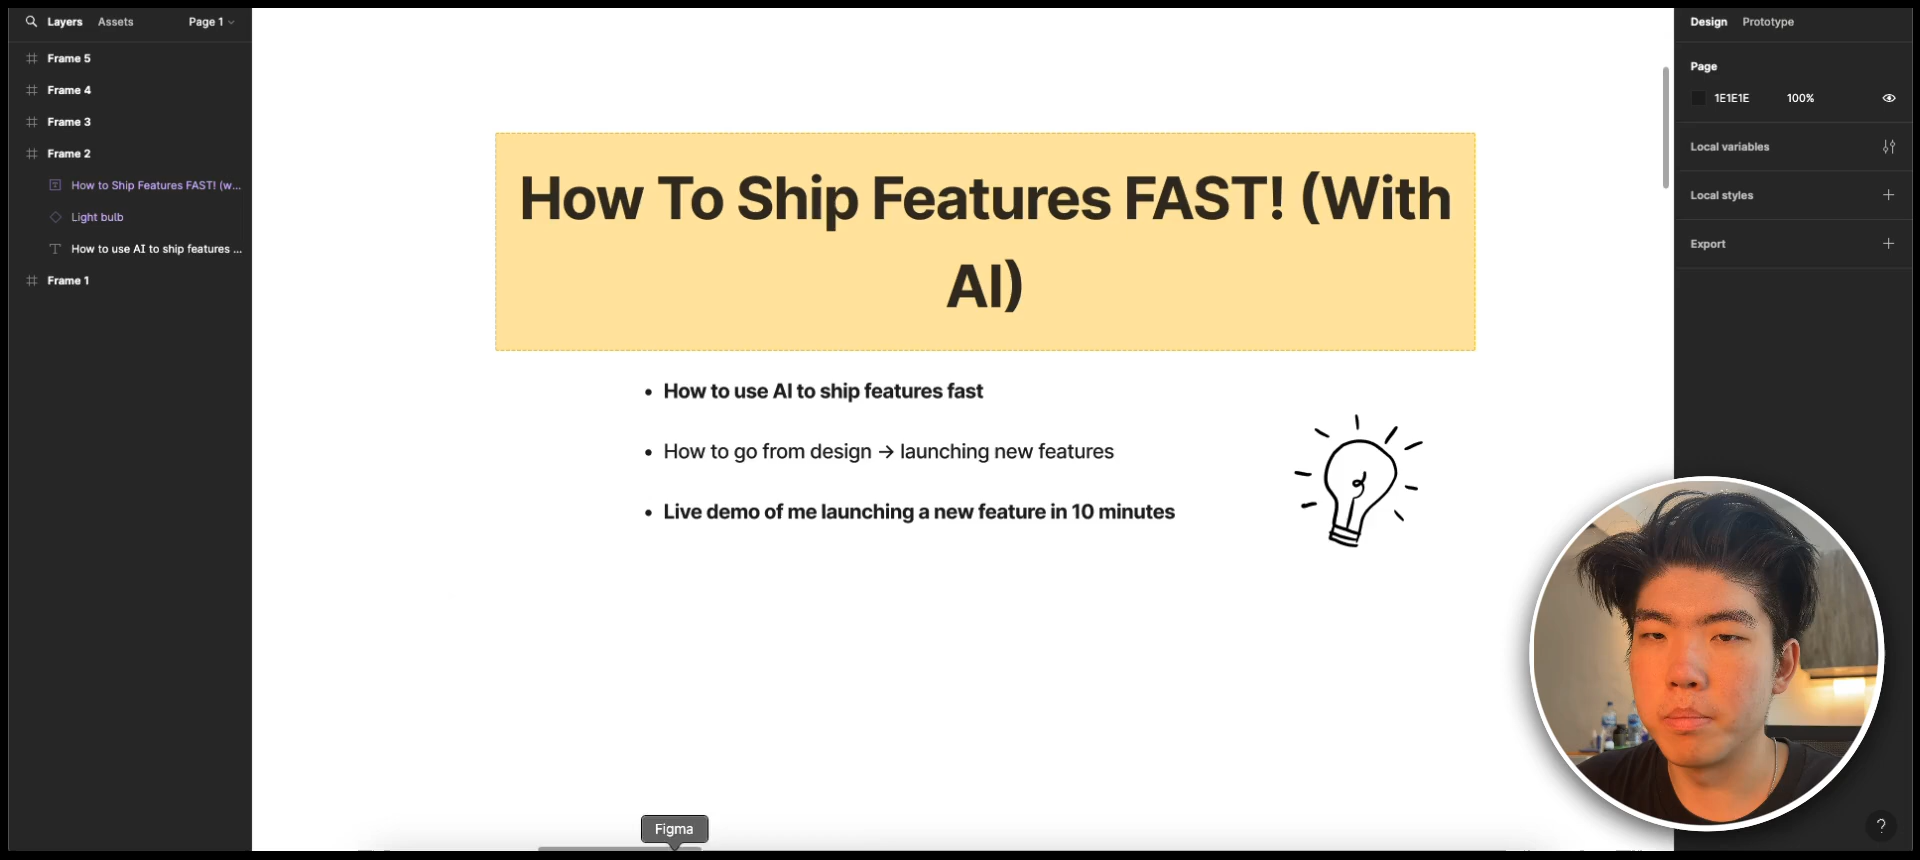 Layers Assets Page 1
Frame 5
Frame 4
Frame 3
Frame 2
How to Ship Features FAST! (w...
Light bulb
How to use AI to ship features ...
Frame 1
How To Ship Features FAST! (With
AI)
• How to use AI to ship features fast
• How to go from design → launching new features
• Live demo of me launching a new feature in 10 minutes
Figma
Design Prototype
Page
1E1E1E 100%
Local variables
Local styles
Export
?